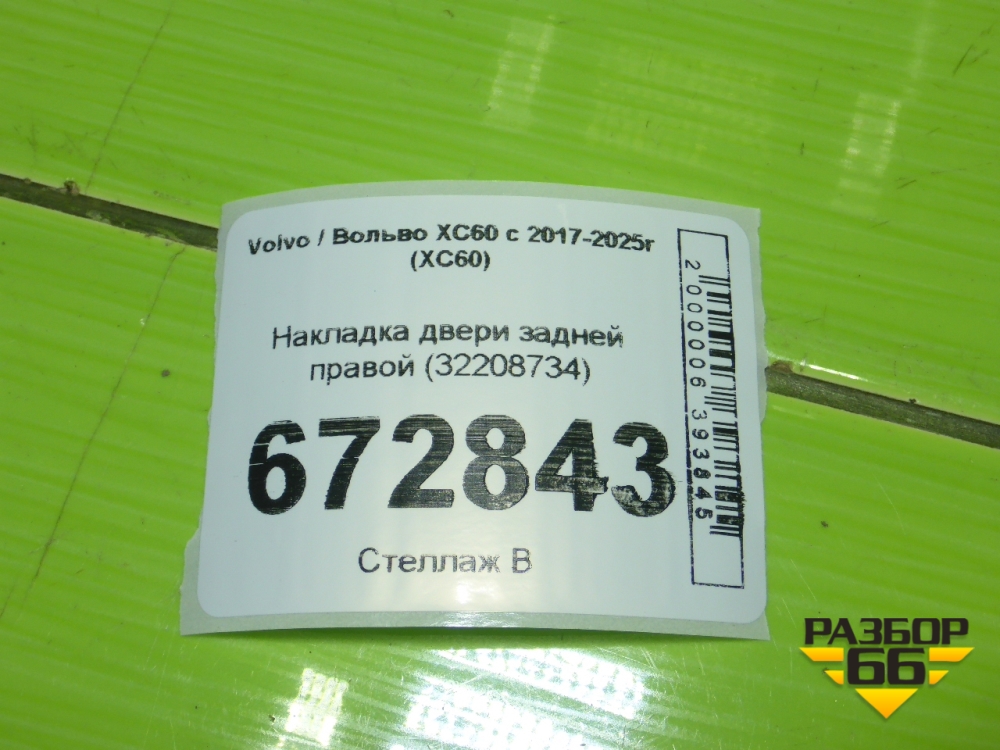 Volvo / Вольво XC60 с 2017-2025г
(XC60)
Накладка двери задней
правой (32208734)
672843
Стеллаж В
2000006393845
РАЗБОР
66